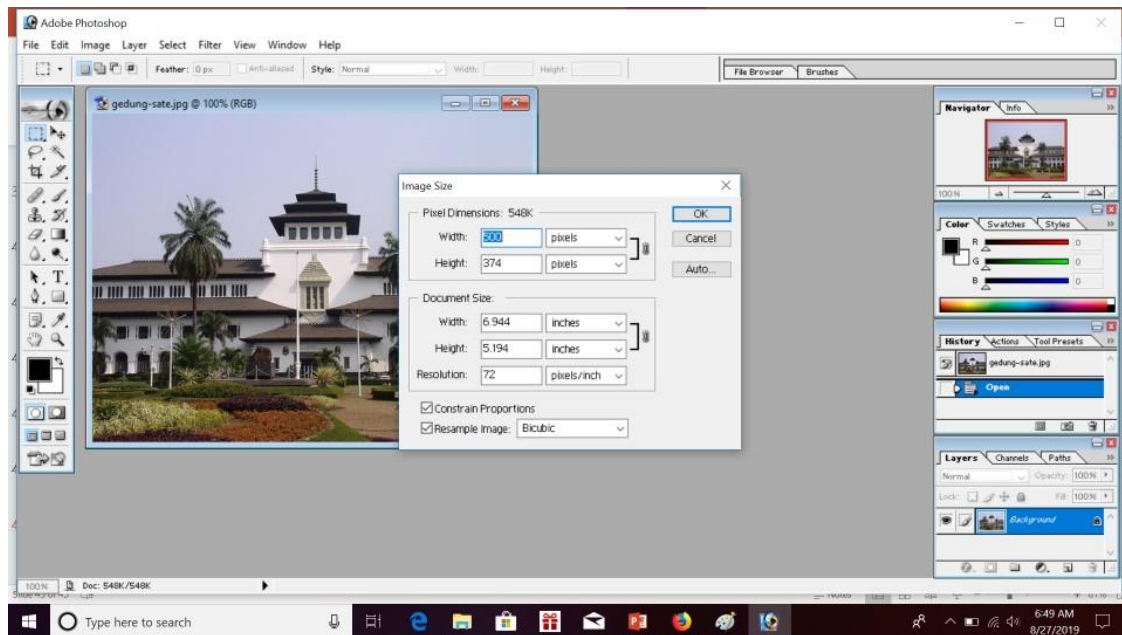 Adobe Photoshop
File Edit Image Layer Select Filter View Window Help
Feather: 0 px Anti-aliased Style: Normal Width: Height: File Browser Brushes
gedung-sate.jpg @ 100% (RGB)
Navigator Info
100%
Image Size
Pixel Dimensions: 548K
Width: 500 pixels
Height: 374 pixels
OK
Cancel
Auto...
Document Size:
Width: 6.944 inches
Height: 5.194 inches
Resolution: 72 pixels/inch
Constrain Proportions
Resample Image: Bicubic
Color Swatches Styles
R 0
G 0
B 0
History Actions Tool Presets
gedung-sate.jpg
Open
Layers Channels Paths
Normal Opacity: 100%
Lock: Fill: 100%
Background
100% Doc: 548K/548K
Type here to search
6:49 AM
8/27/2019